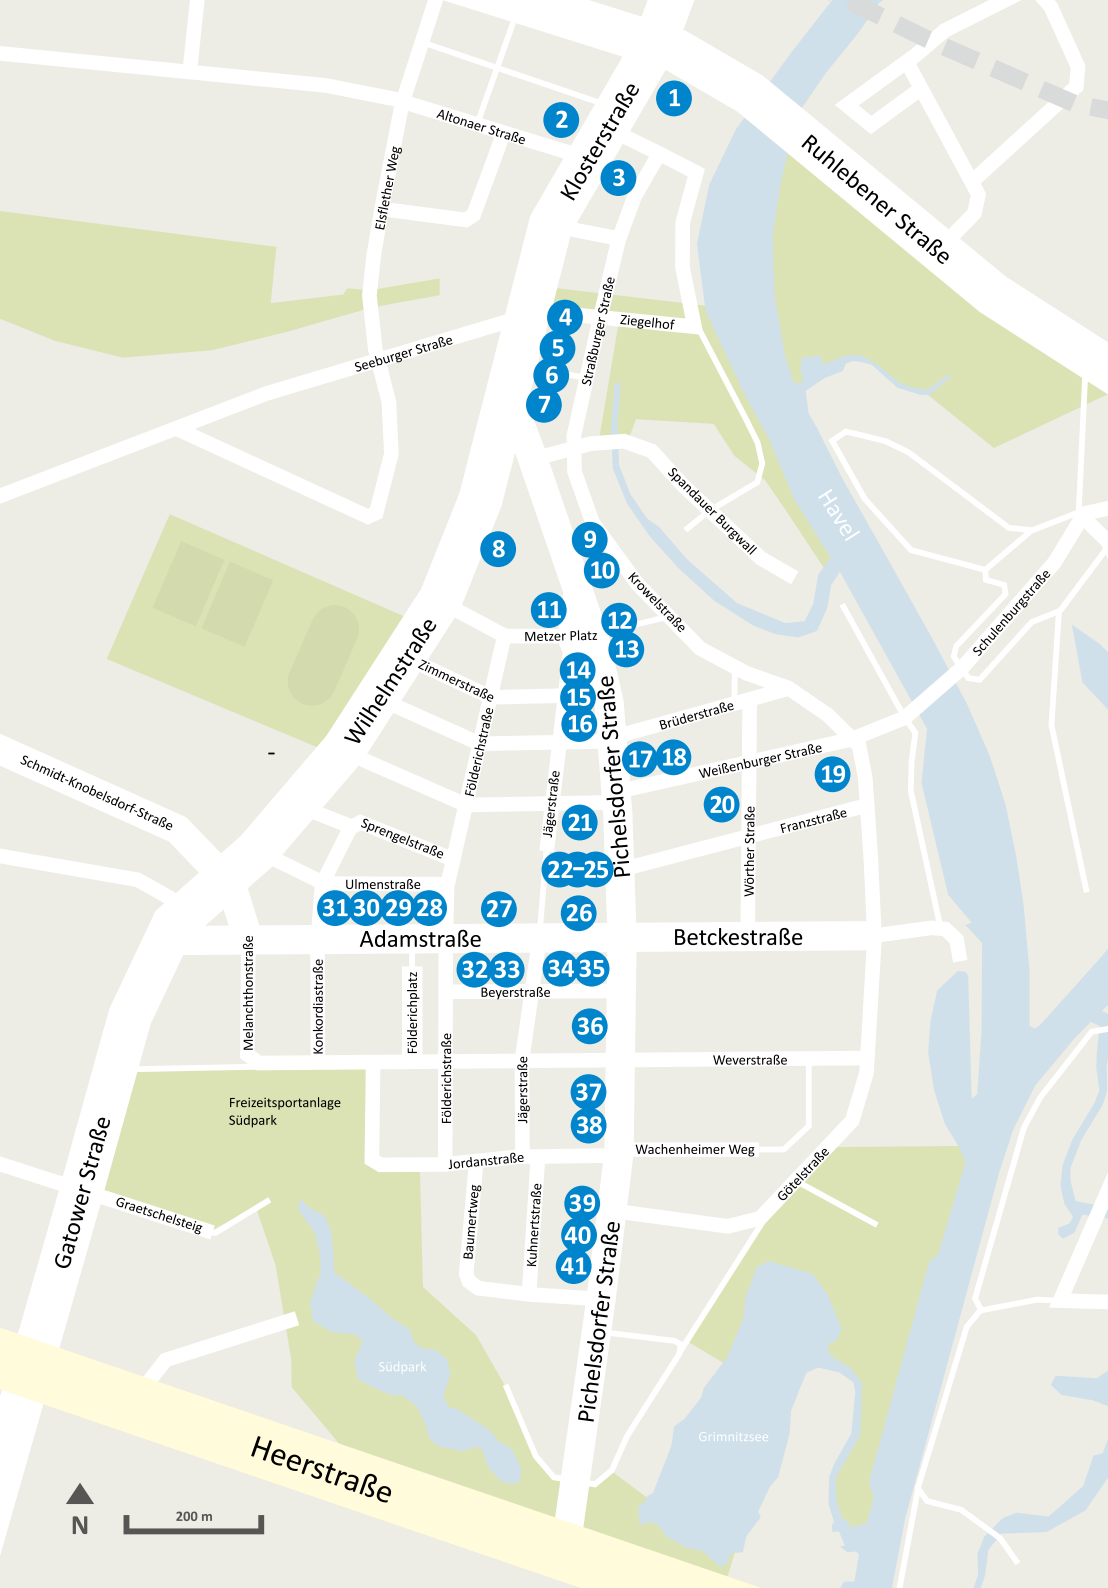 1
2
Altonaer Straße
Klosterstraße
Ruhlebener Straße
3
Elsflether Weg
4
Ziegelhof
Straßburger Straße
5
Seeburger Straße
6
7
Spandauer Burgwall
Havel
8
9
10
Krowelstraße
Schulenburgstraße
11
12
Metzer Platz
13
Wilhelmstraße
Zimmerstraße
14
15
16
Brüderstraße
Földerichstraße
Pichelsdorfer Straße
17
18
Weißenburger Straße
19
-
Schmidt-Knobelsdorf-Straße
Jägerstraße
20
Franzstraße
21
Sprengelstraße
Wörther Straße
22–25
Ulmenstraße
31
30
29
28
27
26
Adamstraße
Betckestraße
Melanchthonstraße
Konkordiastraße
Földerichplatz
32
33
34
35
Beyerstraße
36
Földerichstraße
Jägerstraße
Weverstraße
Freizeitsportanlage
Südpark
37
38
Jordanstraße
Wachenheimer Weg
Götelstraße
Gatower Straße
Graetschelsteig
Baumertweg
Kuhnertstraße
39
40
41
Pichelsdorfer Straße
Südpark
Grimnitzsee
Heerstraße
N
200 m